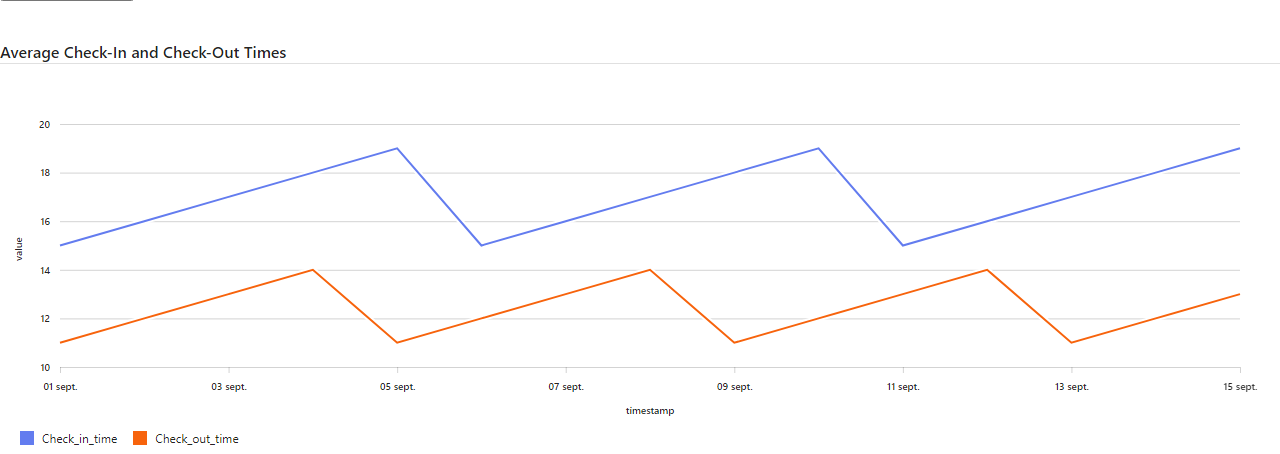 Average Check-In and Check-Out Times
20
18
16
14
12
10
value
01 sept. 03 sept. 05 sept. 07 sept. 09 sept. 11 sept. 13 sept. 15 sept.
timestamp
Check_in_time Check_out_time